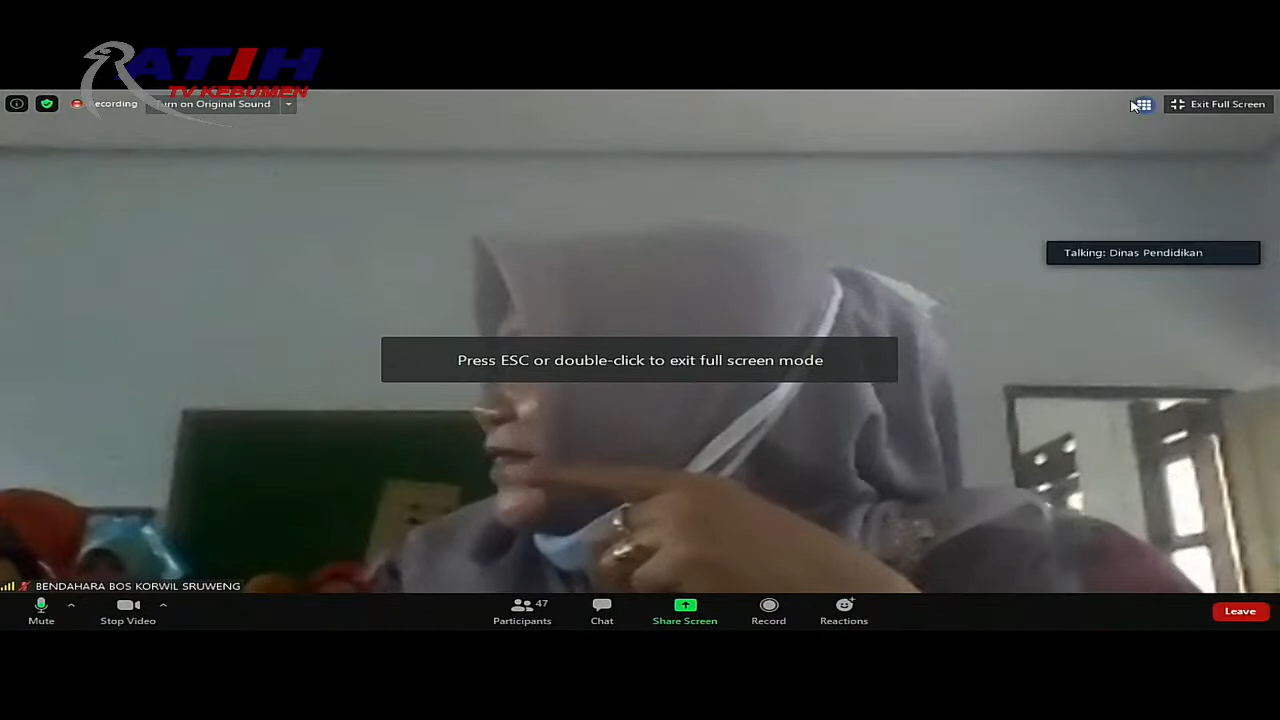 RATIH
TV KEBUMEN
Recording
Turn on Original Sound
Exit Full Screen
Talking: Dinas Pendidikan
Press ESC or double-click to exit full screen mode
BENDAHARA BOS KORWIL SRUWENG
Mute
Stop Video
47
Participants
Chat
Share Screen
Record
Reactions
Leave